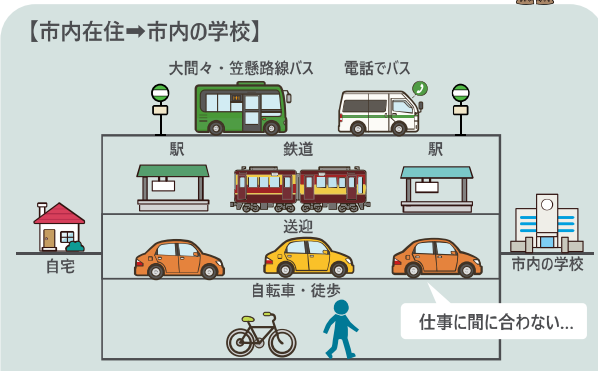 【市内在住➡市内の学校】
大間々・笠懸路線バス
電話でバス
駅
鉄道
駅
送迎
自宅
市内の学校
自転車・徒歩
仕事に間に合わない…